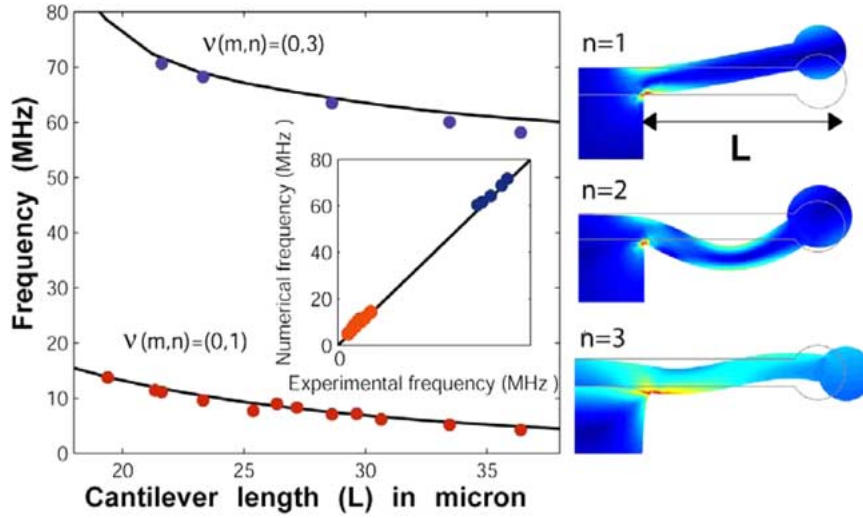 80
70
60
50
40
30
20
10
0
Frequency (MHz)
ν(m,n)=(0,3)
ν(m,n)=(0,1)
Numerical frequency (MHz)
80
60
40
20
0
0
Experimental frequency (MHz)
20
25
30
35
Cantilever length (L) in micron
n=1
L
n=2
n=3